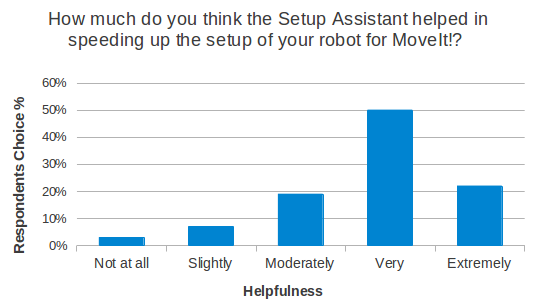 How much do you think the Setup Assistant helped in
speeding up the setup of your robot for MoveIt!?
60%
50%
40%
30%
20%
10%
0%
Respondents Choice %
Not at all
Slightly
Moderately
Very
Extremely
Helpfulness